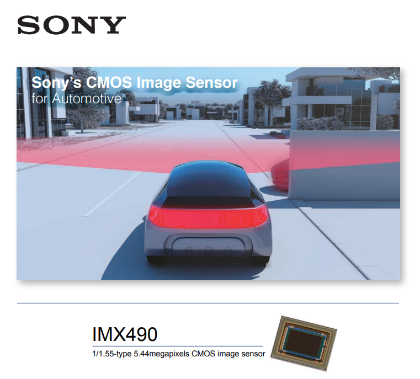 SONY
Sony's CMOS Image Sensor
for Automotive
IMX490
1/1.55-type 5.44megapixels CMOS image sensor